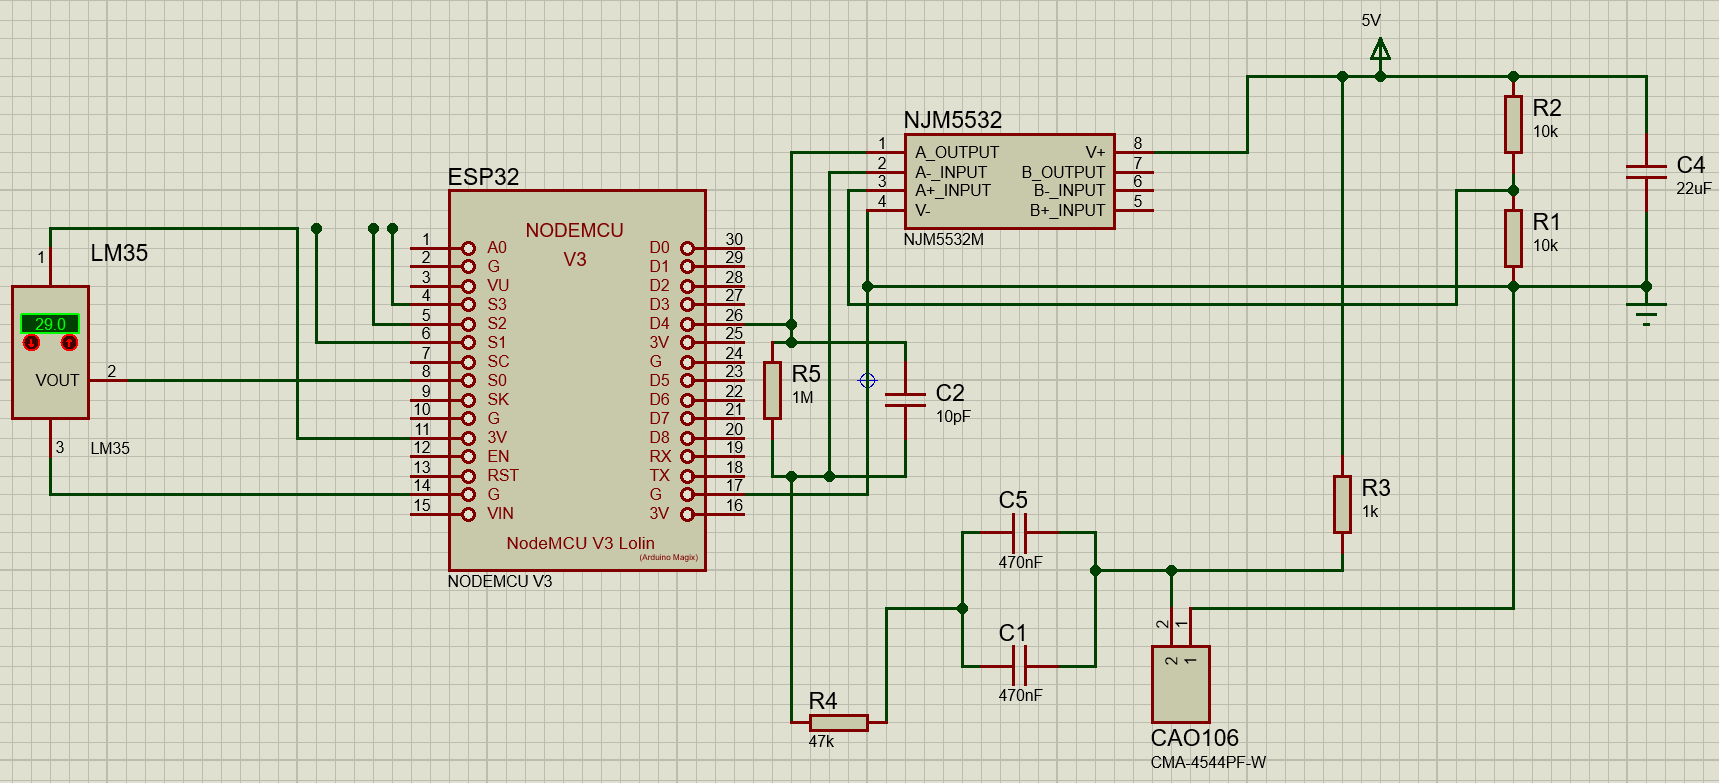 5V
NJM5532
1 A_OUTPUT V+ 8
2 A-_INPUT B_OUTPUT 7
3 A+_INPUT B-_INPUT 6
4 V- B+_INPUT 5
NJM5532M
R2
10k
C4
22uF
R1
10k
ESP32
NODEMCU
V3
1 A0 D0 30
2 G D1 29
3 VU D2 28
4 S3 D3 27
5 S2 D4 26
6 S1 3V 25
7 SC G 24
8 S0 D5 23
9 SK D6 22
10 G D7 21
11 3V D8 20
12 EN RX 19
13 RST TX 18
14 G G 17
15 VIN 3V 16
NodeMCU V3 Lolin
(Arduino Magix)
NODEMCU V3
1
LM35
29.0
VOUT 2
3
LM35
R5
1M
C2
10pF
C5
470nF
R3
1k
C1
470nF
R4
47k
2 1
2 1
CAO106
CMA-4544PF-W